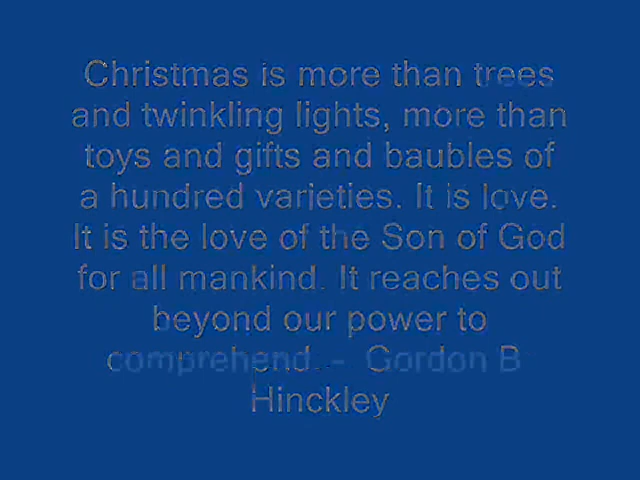 Christmas is more than trees
and twinkling lights, more than
toys and gifts and baubles of
a hundred varieties. It is love.
It is the love of the Son of God
for all mankind. It reaches out
beyond our power to
comprehend. - Gordon B
Hinckley